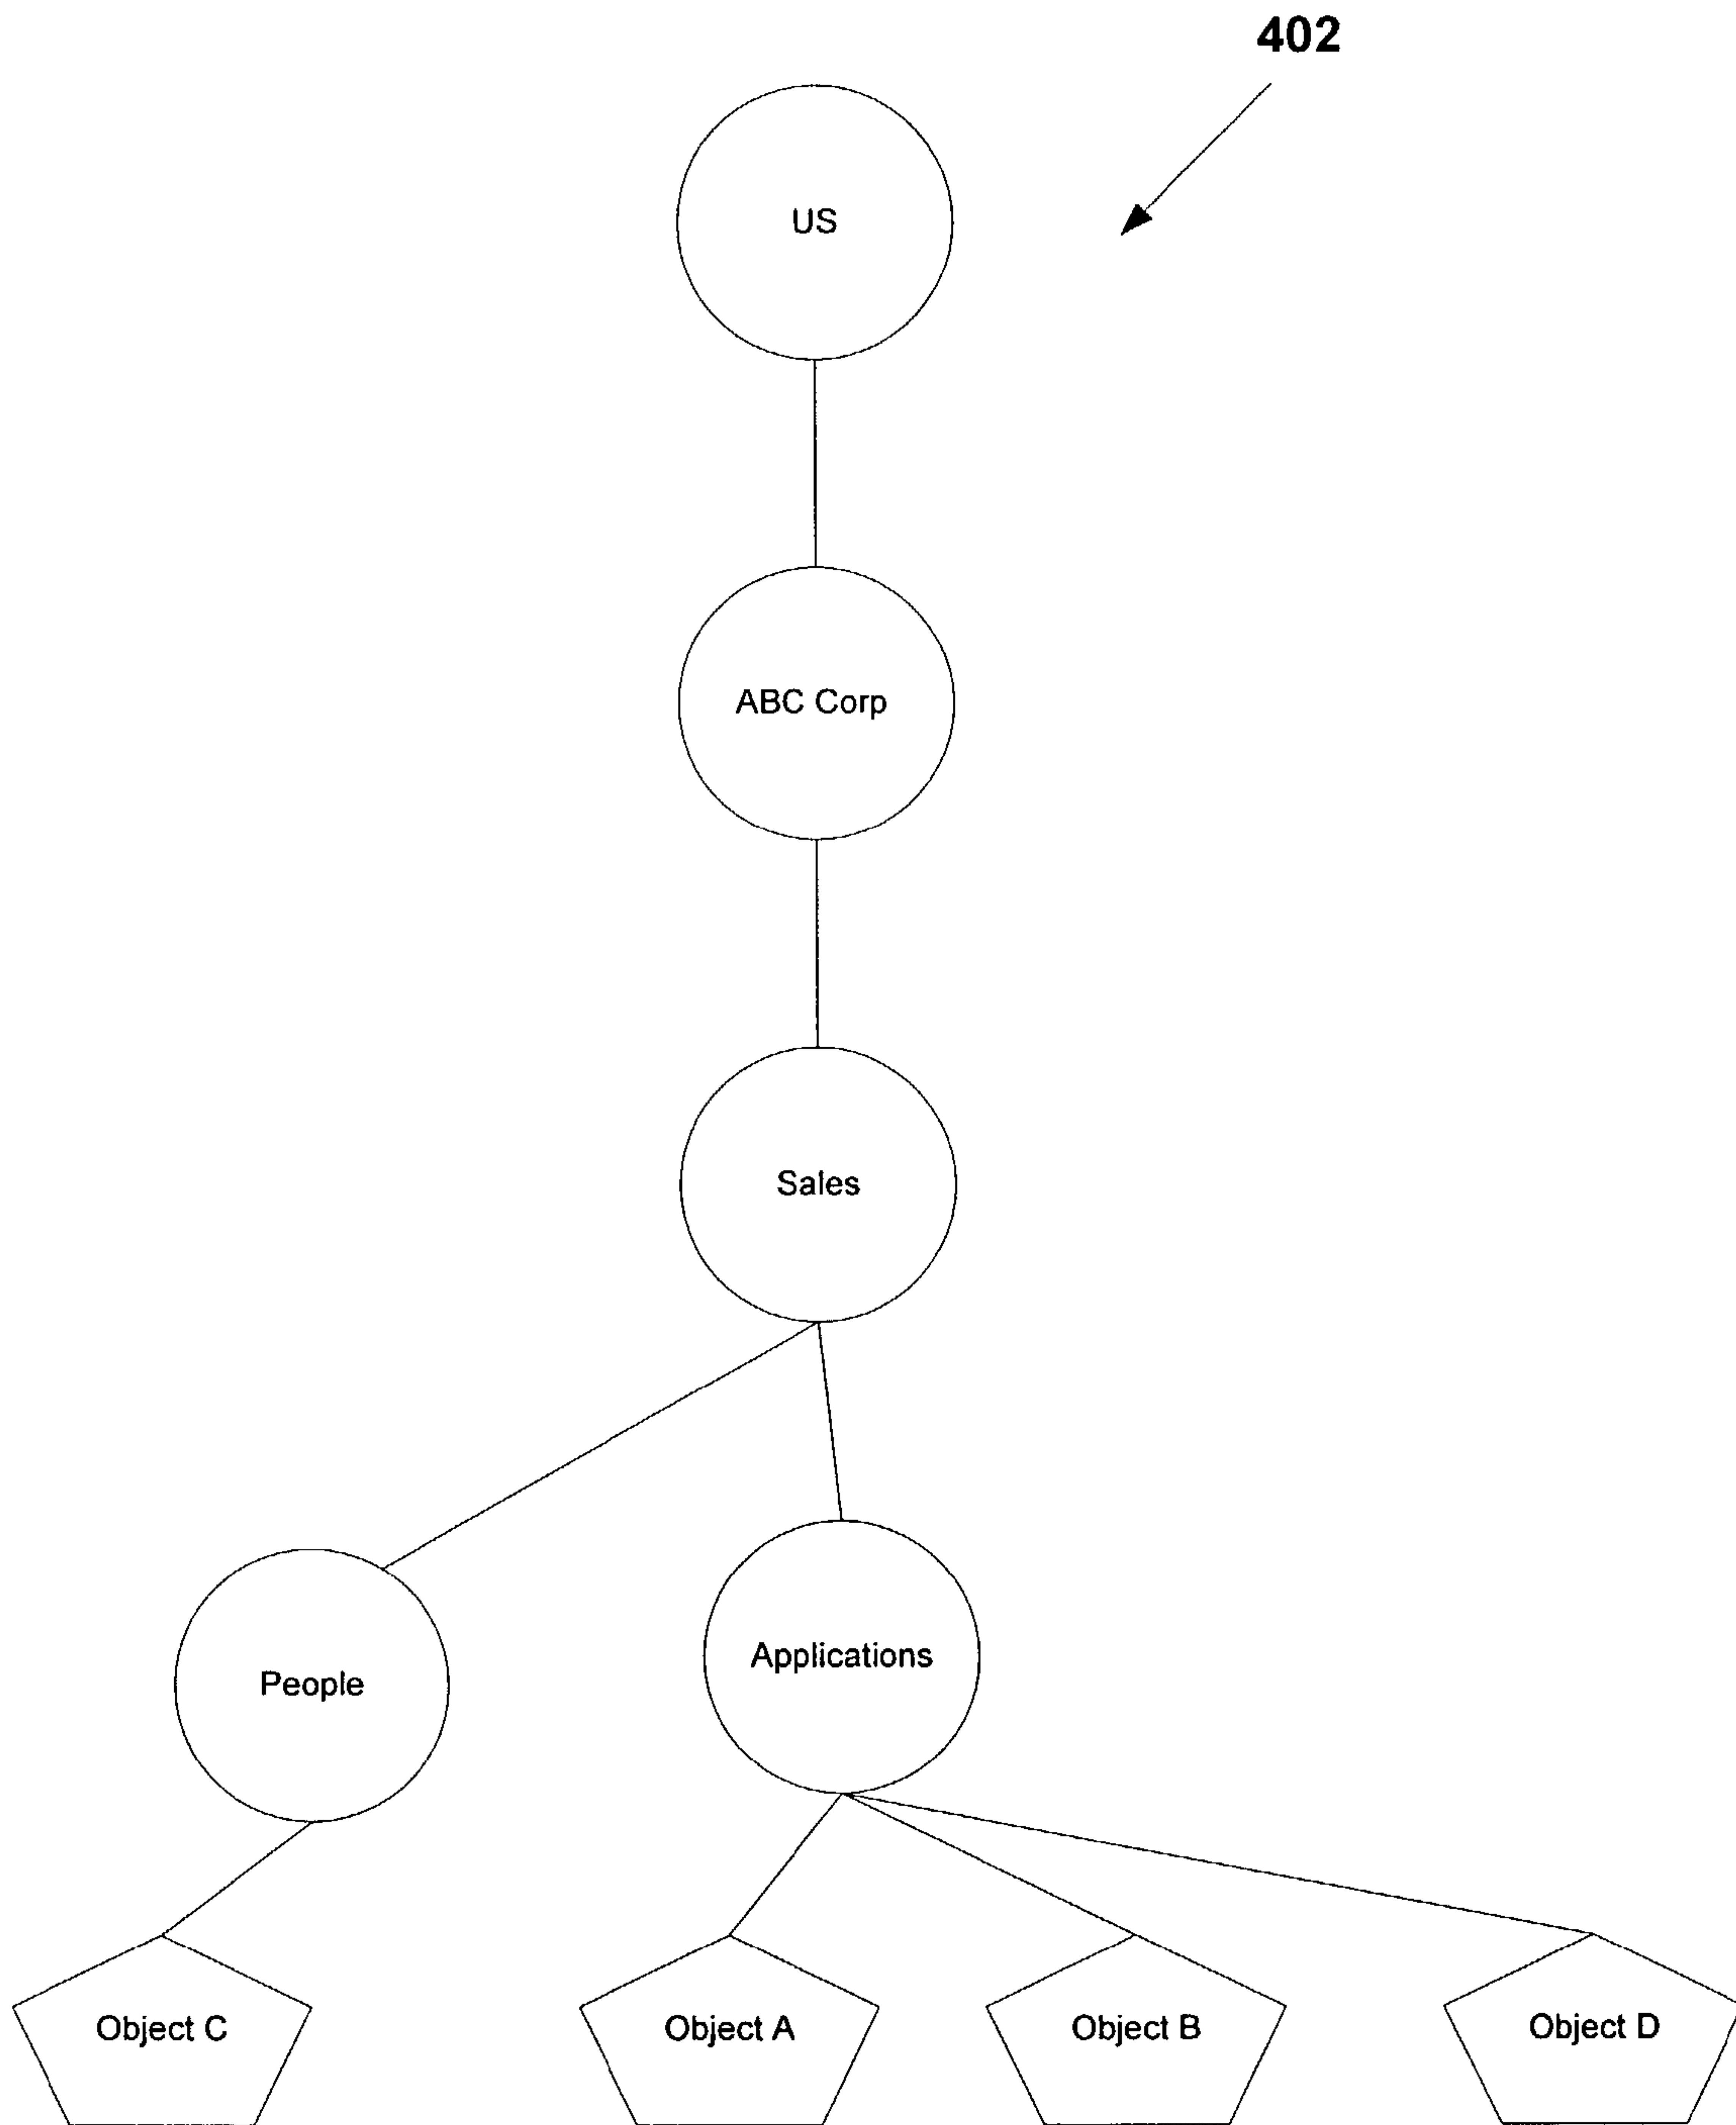 402
US
ABC Corp
Sales
People
Applications
Object C
Object A
Object B
Object D